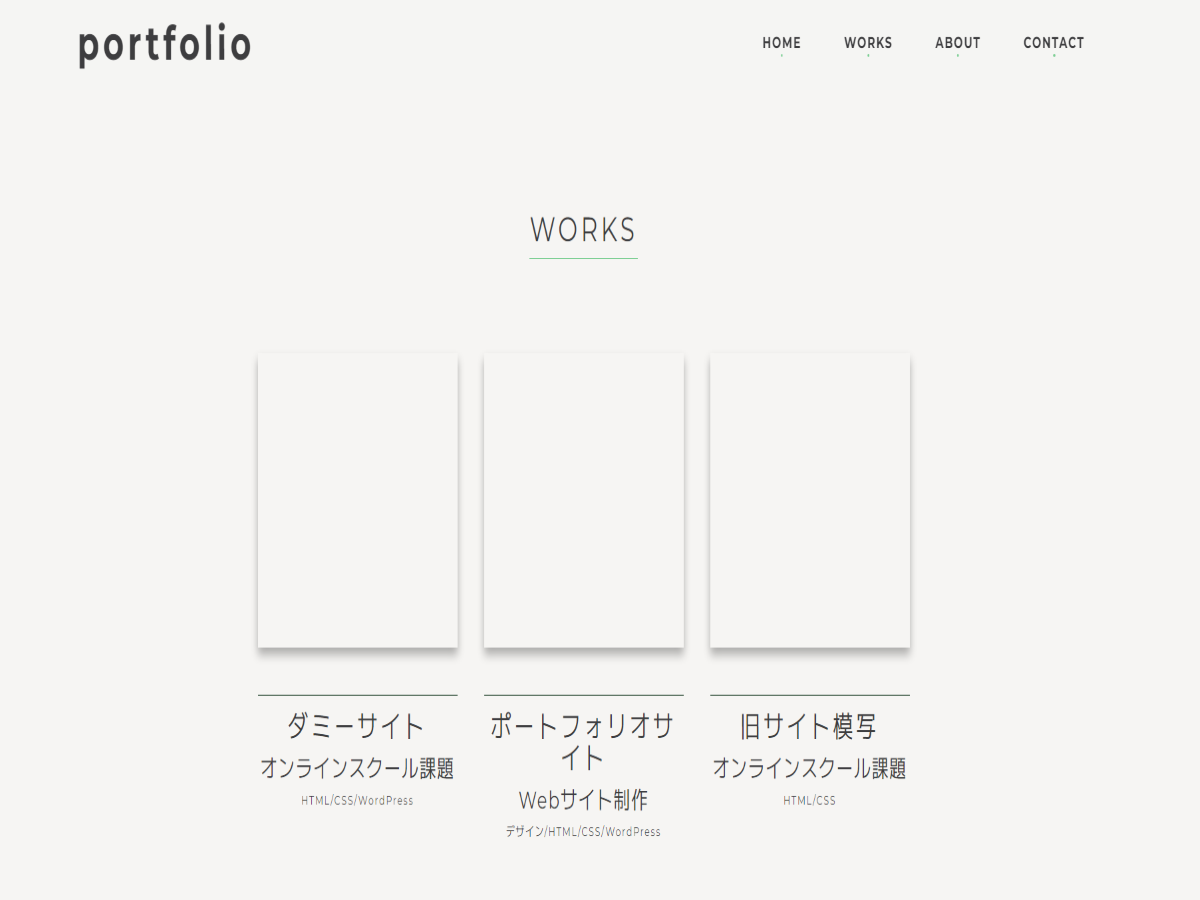 portfolio
HOME
WORKS
ABOUT
CONTACT
WORKS
ダミーサイト
オンラインスクール課題
HTML/CSS/WordPress
ポートフォリオサ
イト
Webサイト制作
デザイン/HTML/CSS/WordPress
旧サイト模写
オンラインスクール課題
HTML/CSS